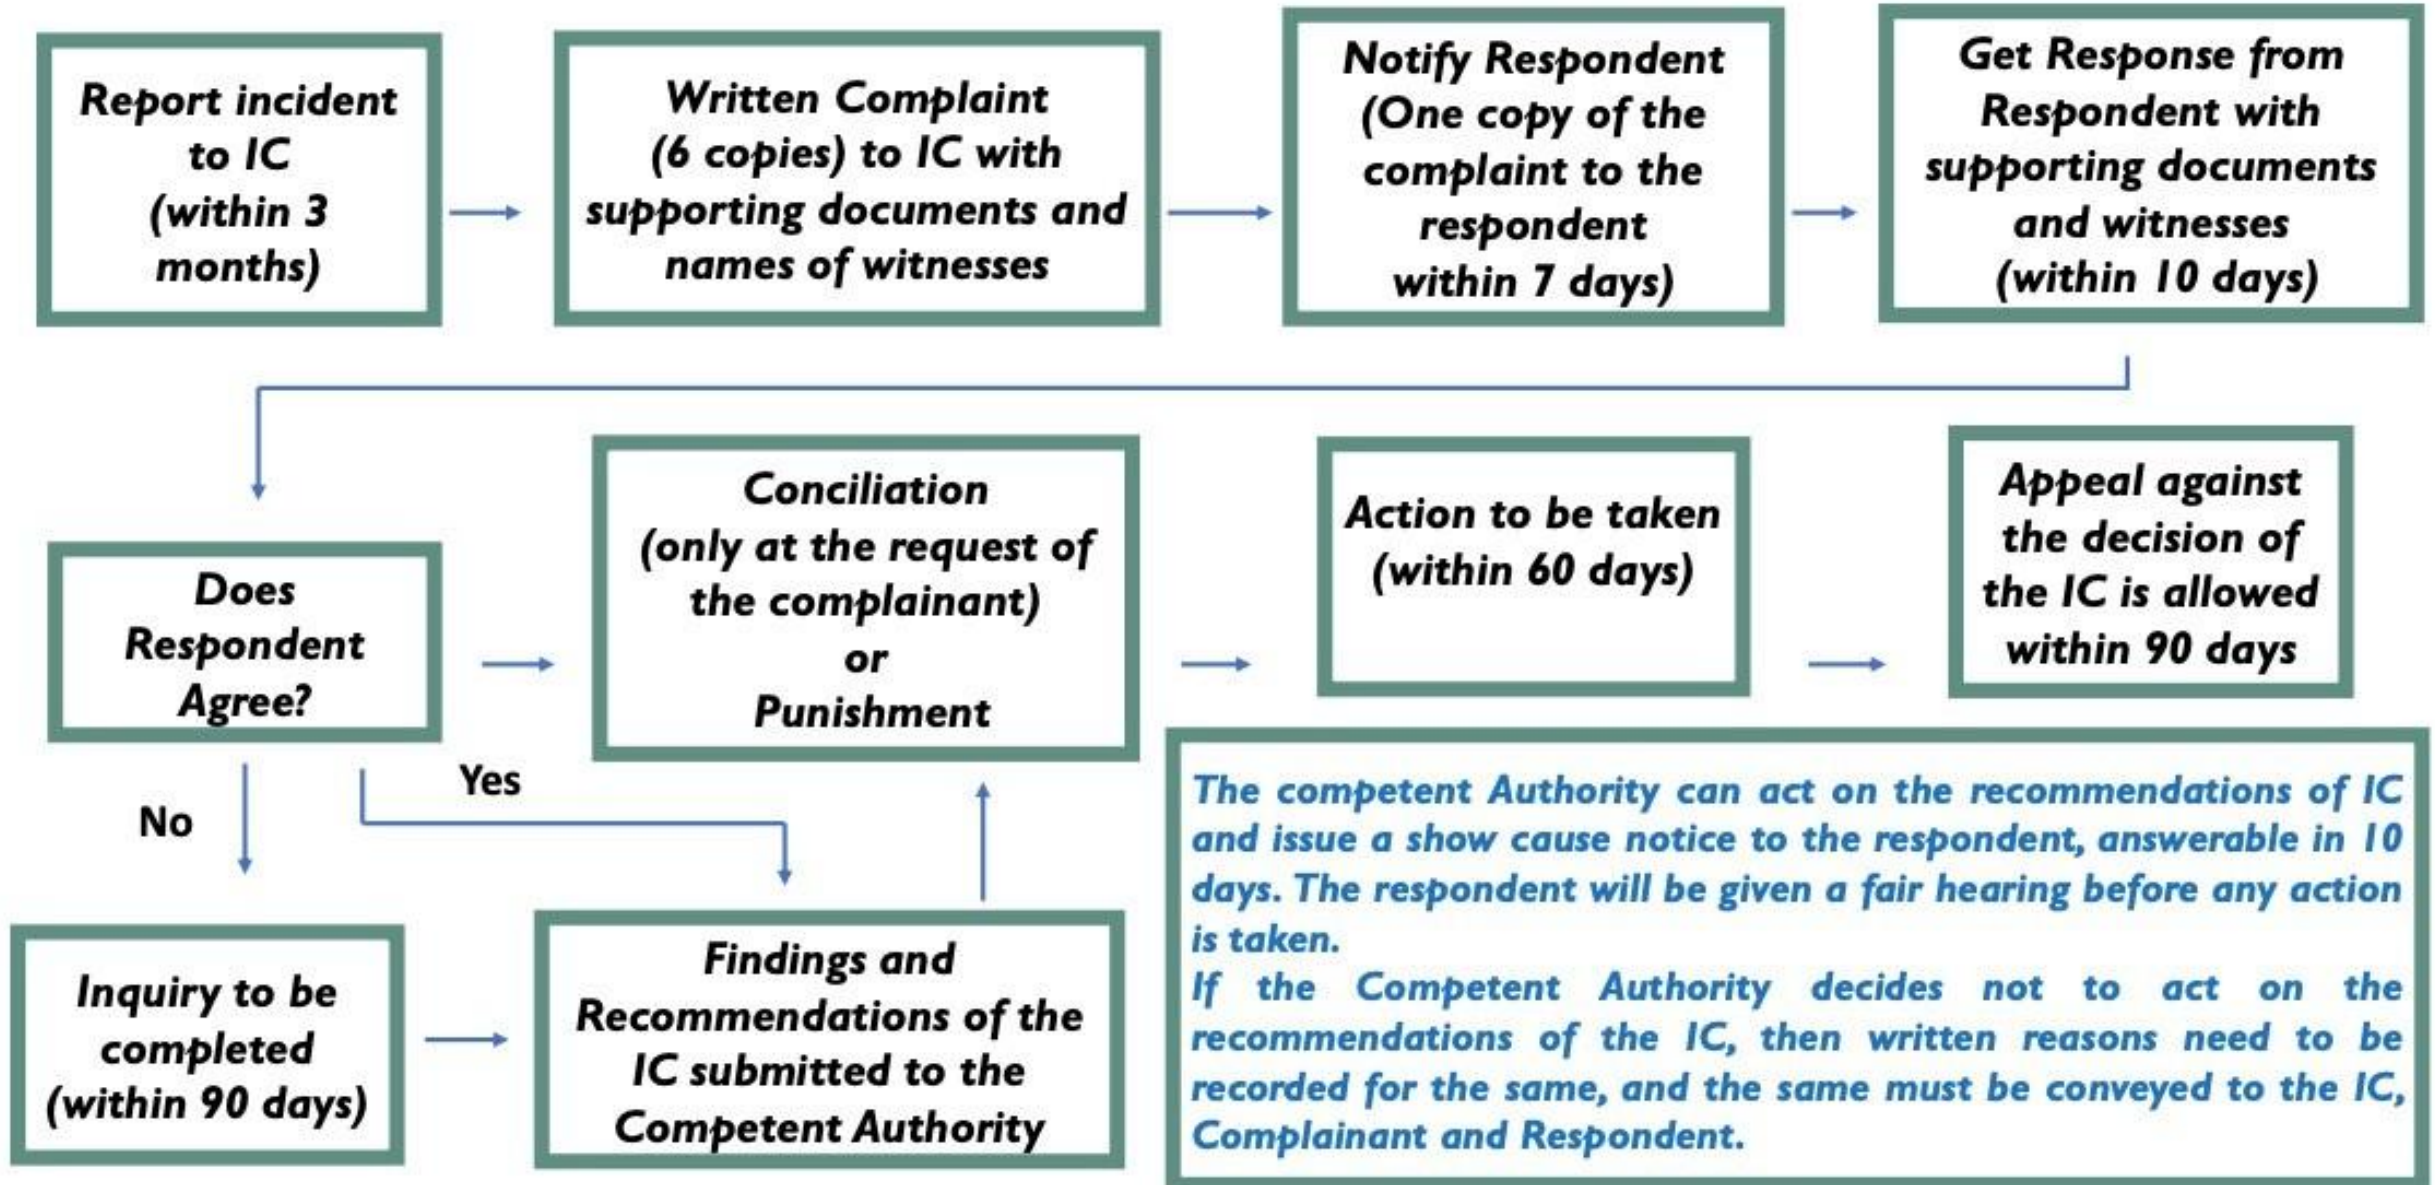 Report incident
to IC
(within 3
months)
Written Complaint
(6 copies) to IC with
supporting documents and
names of witnesses
Notify Respondent
(One copy of the
complaint to the
respondent
within 7 days)
Get Response from
Respondent with
supporting documents
and witnesses
(within 10 days)
Does
Respondent
Agree?
Conciliation
(only at the request of
the complainant)
or
Punishment
Action to be taken
(within 60 days)
Appeal against
the decision of
the IC is allowed
within 90 days
No
Yes
Inquiry to be
completed
(within 90 days)
Findings and
Recommendations of the
IC submitted to the
Competent Authority
The competent Authority can act on the recommendations of IC
and issue a show cause notice to the respondent, answerable in 10
days. The respondent will be given a fair hearing before any action
is taken.
If the Competent Authority decides not to act on the
recommendations of the IC, then written reasons need to be
recorded for the same, and the same must be conveyed to the IC,
Complainant and Respondent.